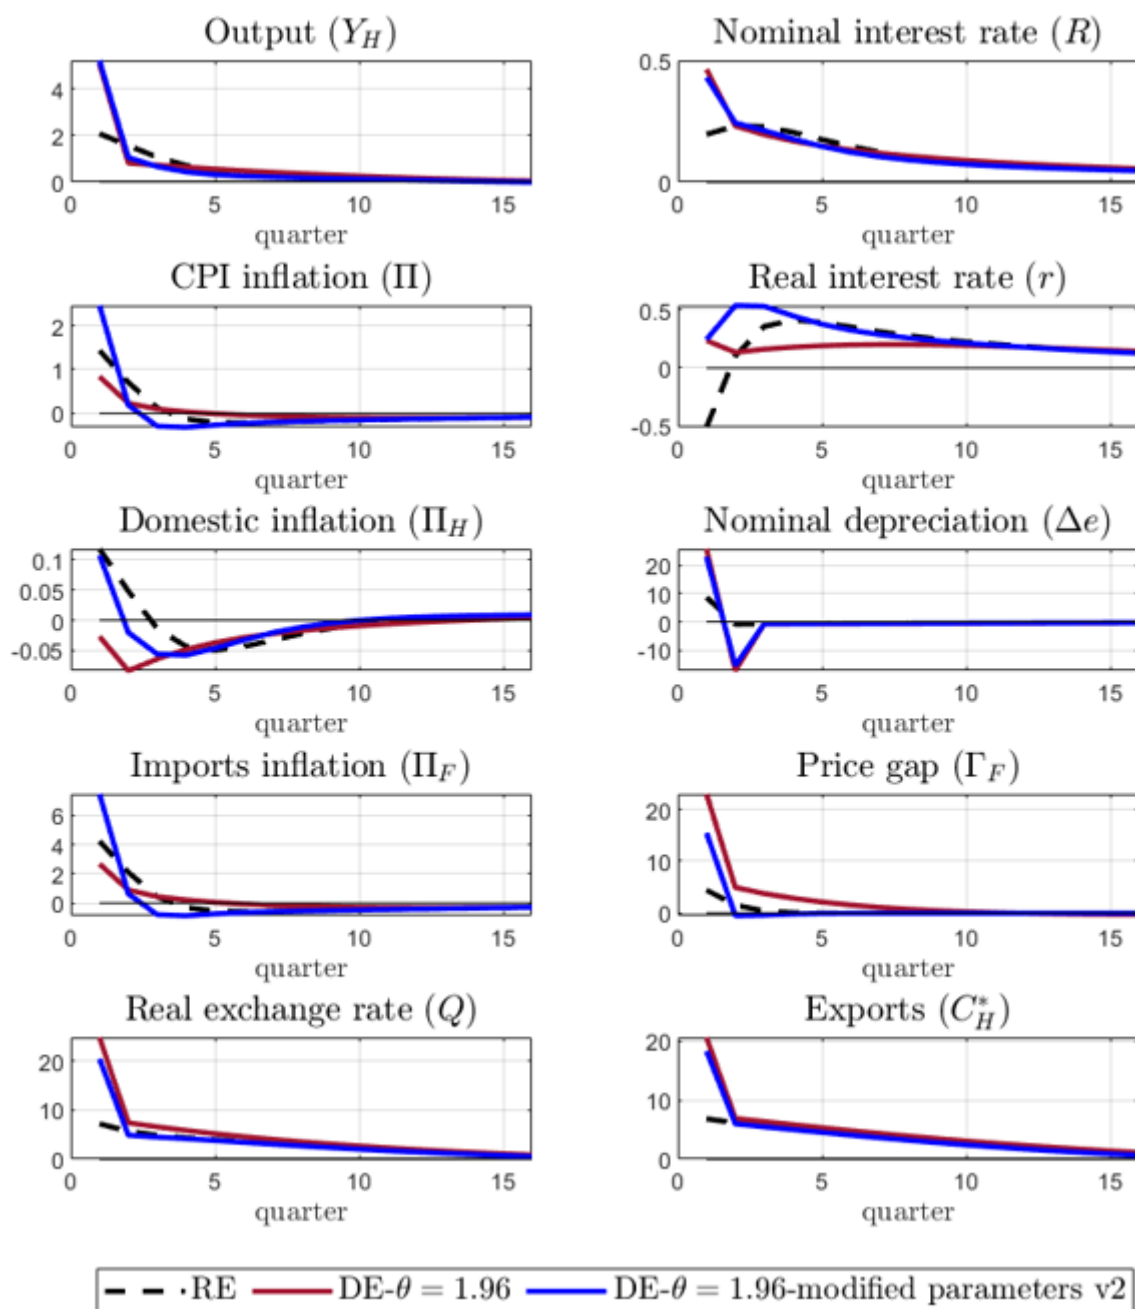 Output (Y_H)
4
2
0
0 5 10 15
quarter
Nominal interest rate (R)
0.5
0
0 5 10 15
quarter
CPI inflation (Π)
2
1
0
0 5 10 15
quarter
Real interest rate (r)
0.5
0
-0.5
0 5 10 15
quarter
Domestic inflation (Π_H)
0.1
0.05
0
-0.05
0 5 10 15
quarter
Nominal depreciation (Δe)
20
10
0
-10
0 5 10 15
quarter
Imports inflation (Π_F)
6
4
2
0
0 5 10 15
quarter
Price gap (Γ_F)
20
10
0
0 5 10 15
quarter
Real exchange rate (Q)
20
10
0
0 5 10 15
quarter
Exports (C_H^*)
20
10
0
0 5 10 15
quarter
RE DE-θ = 1.96 DE-θ = 1.96-modified parameters v2